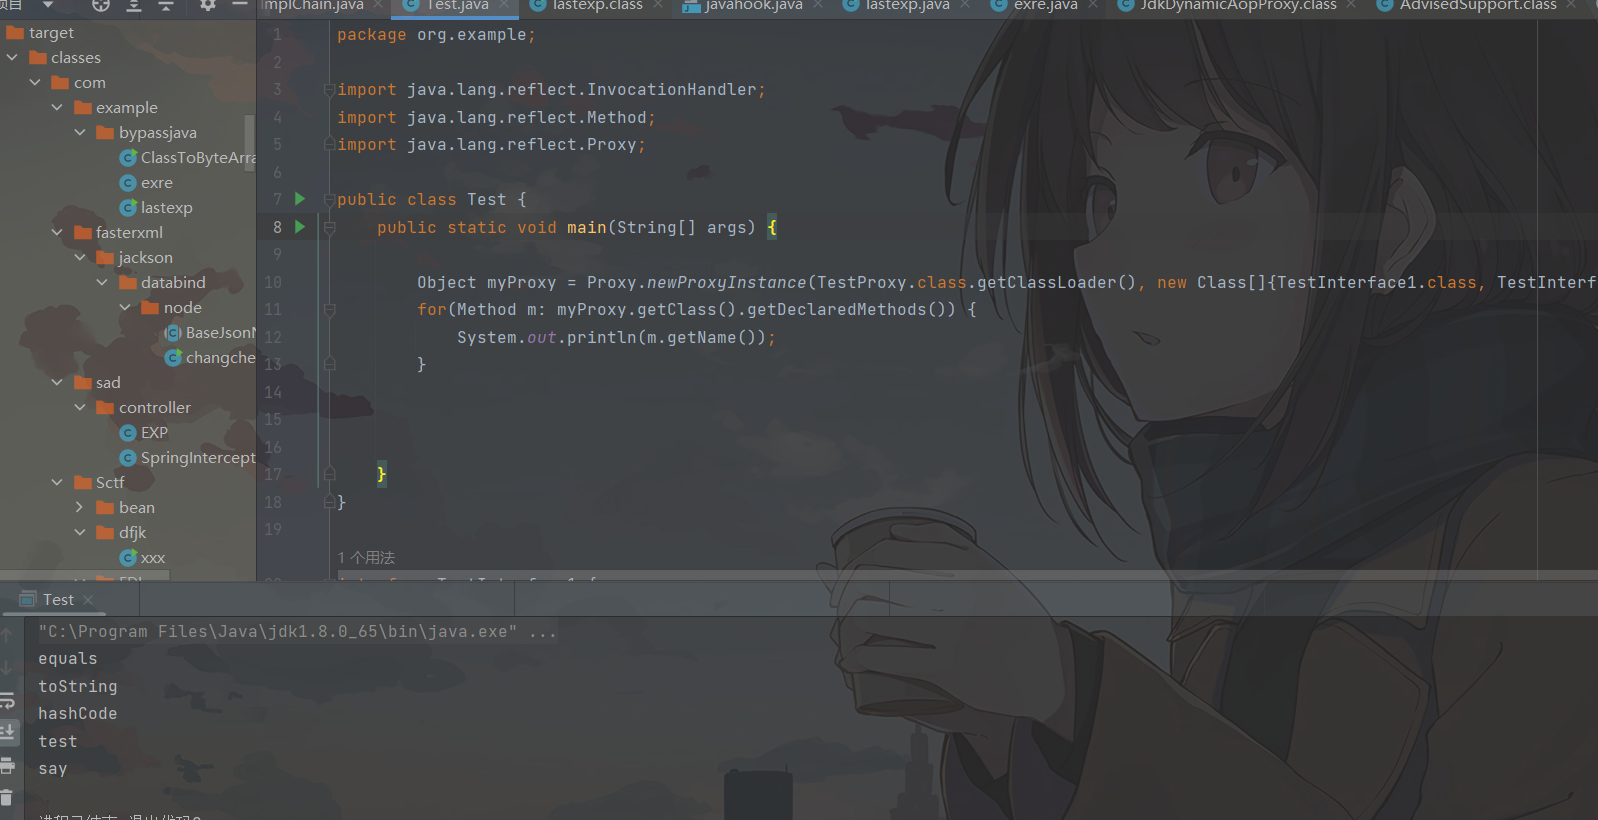 项目
mplChain.java
Test.java
lastexp.class
javahook.java
lastexp.java
exre.java
JdkDynamicAopProxy.class
AdvisedSupport.class
target
classes
com
example
bypassjava
ClassToByteArra
exre
lastexp
fasterxml
jackson
databind
node
BaseJsonN
changche
sad
controller
EXP
SpringIntercept
Sctf
bean
dfjk
xxx
1 package org.example;
2
3 import java.lang.reflect.InvocationHandler;
4 import java.lang.reflect.Method;
5 import java.lang.reflect.Proxy;
6
7 public class Test {
8 public static void main(String[] args) {
9
10 Object myProxy = Proxy.newProxyInstance(TestProxy.class.getClassLoader(), new Class[]{TestInterface1.class, TestInterf
11 for(Method m: myProxy.getClass().getDeclaredMethods()) {
12 System.out.println(m.getName());
13 }
14
15
16
17 }
18 }
19
1 个用法
Test
"C:\Program Files\Java\jdk1.8.0_65\bin\java.exe" ...
equals
toString
hashCode
test
say